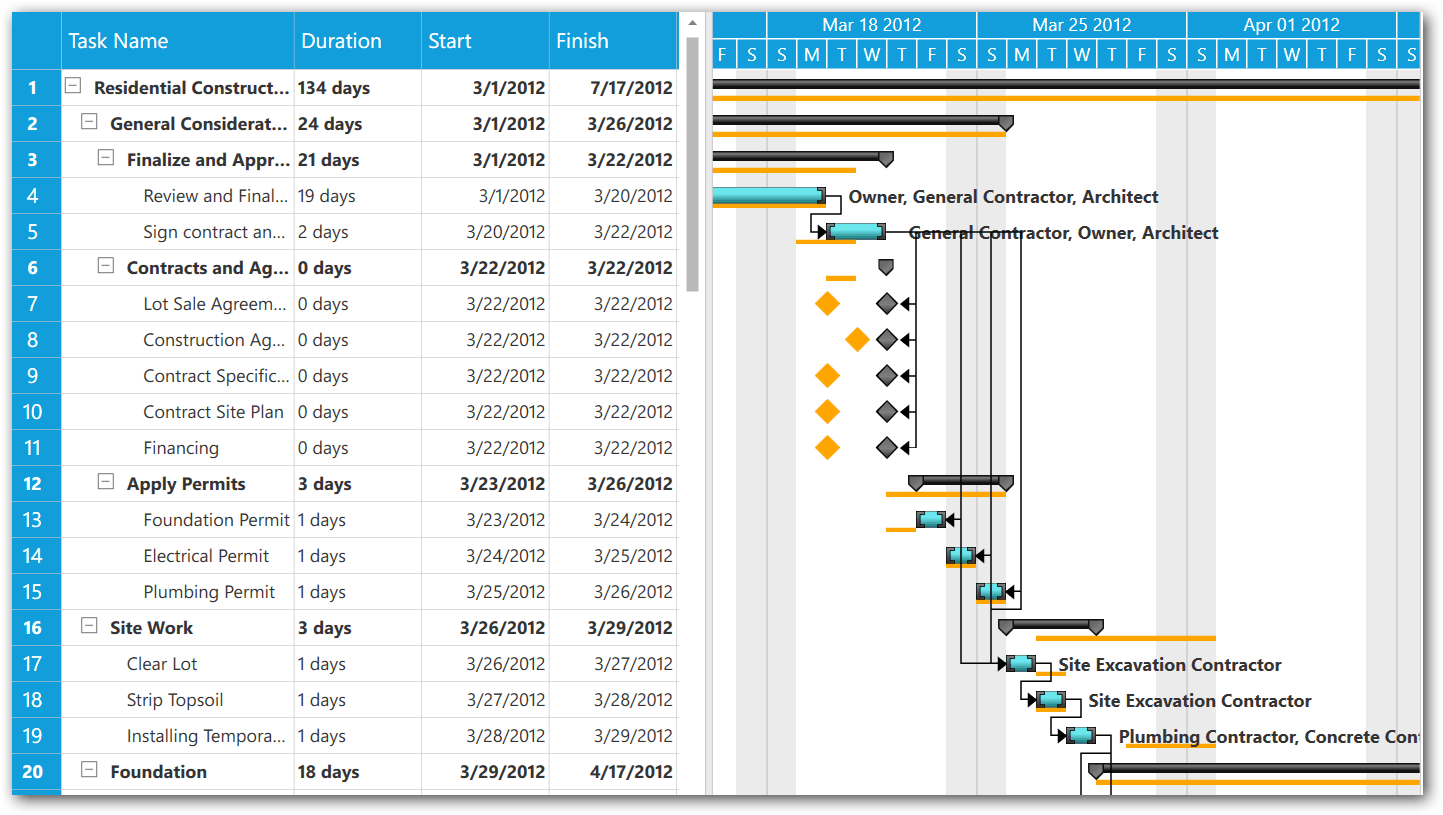 Task Name Duration Start Finish
Mar 18 2012 Mar 25 2012 Apr 01 2012
F S S M T W T F S S M T W T F S S M T W T F S S
1 Residential Construct... 134 days 3/1/2012 7/17/2012
2 General Considerat... 24 days 3/1/2012 3/26/2012
3 Finalize and Appr... 21 days 3/1/2012 3/22/2012
4 Review and Final... 19 days 3/1/2012 3/20/2012 Owner, General Contractor, Architect
5 Sign contract an... 2 days 3/20/2012 3/22/2012 General Contractor, Owner, Architect
6 Contracts and Ag... 0 days 3/22/2012 3/22/2012
7 Lot Sale Agreem... 0 days 3/22/2012 3/22/2012
8 Construction Ag... 0 days 3/22/2012 3/22/2012
9 Contract Specific... 0 days 3/22/2012 3/22/2012
10 Contract Site Plan 0 days 3/22/2012 3/22/2012
11 Financing 0 days 3/22/2012 3/22/2012
12 Apply Permits 3 days 3/23/2012 3/26/2012
13 Foundation Permit 1 days 3/23/2012 3/24/2012
14 Electrical Permit 1 days 3/24/2012 3/25/2012
15 Plumbing Permit 1 days 3/25/2012 3/26/2012
16 Site Work 3 days 3/26/2012 3/29/2012
17 Clear Lot 1 days 3/26/2012 3/27/2012 Site Excavation Contractor
18 Strip Topsoil 1 days 3/27/2012 3/28/2012 Site Excavation Contractor
19 Installing Tempora... 1 days 3/28/2012 3/29/2012 Plumbing Contractor, Concrete Cont
20 Foundation 18 days 3/29/2012 4/17/2012